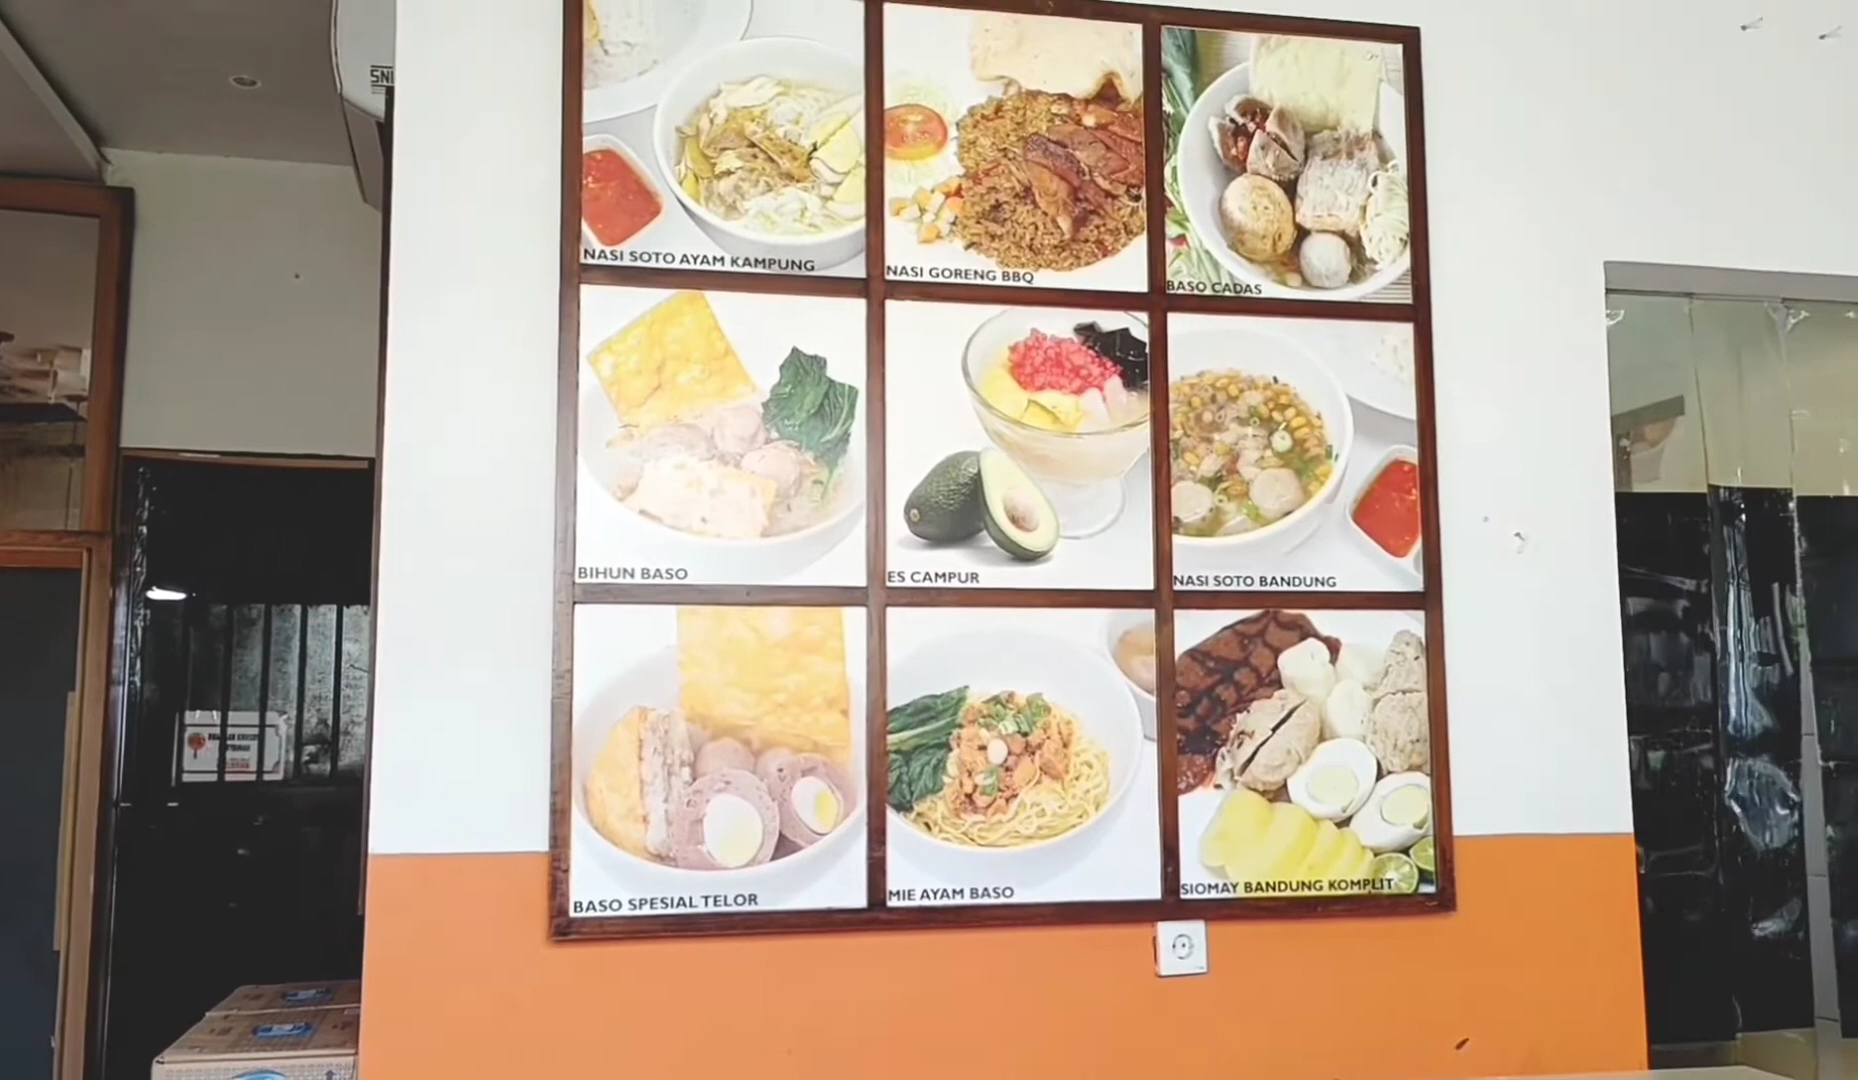 SNI
NASI SOTO AYAM KAMPUNG
NASI GORENG BBQ
BASO CADAS
BIHUN BASO
ES CAMPUR
NASI SOTO BANDUNG
BASO SPESIAL TELOR
MIE AYAM BASO
SIOMAY BANDUNG KOMPLIT